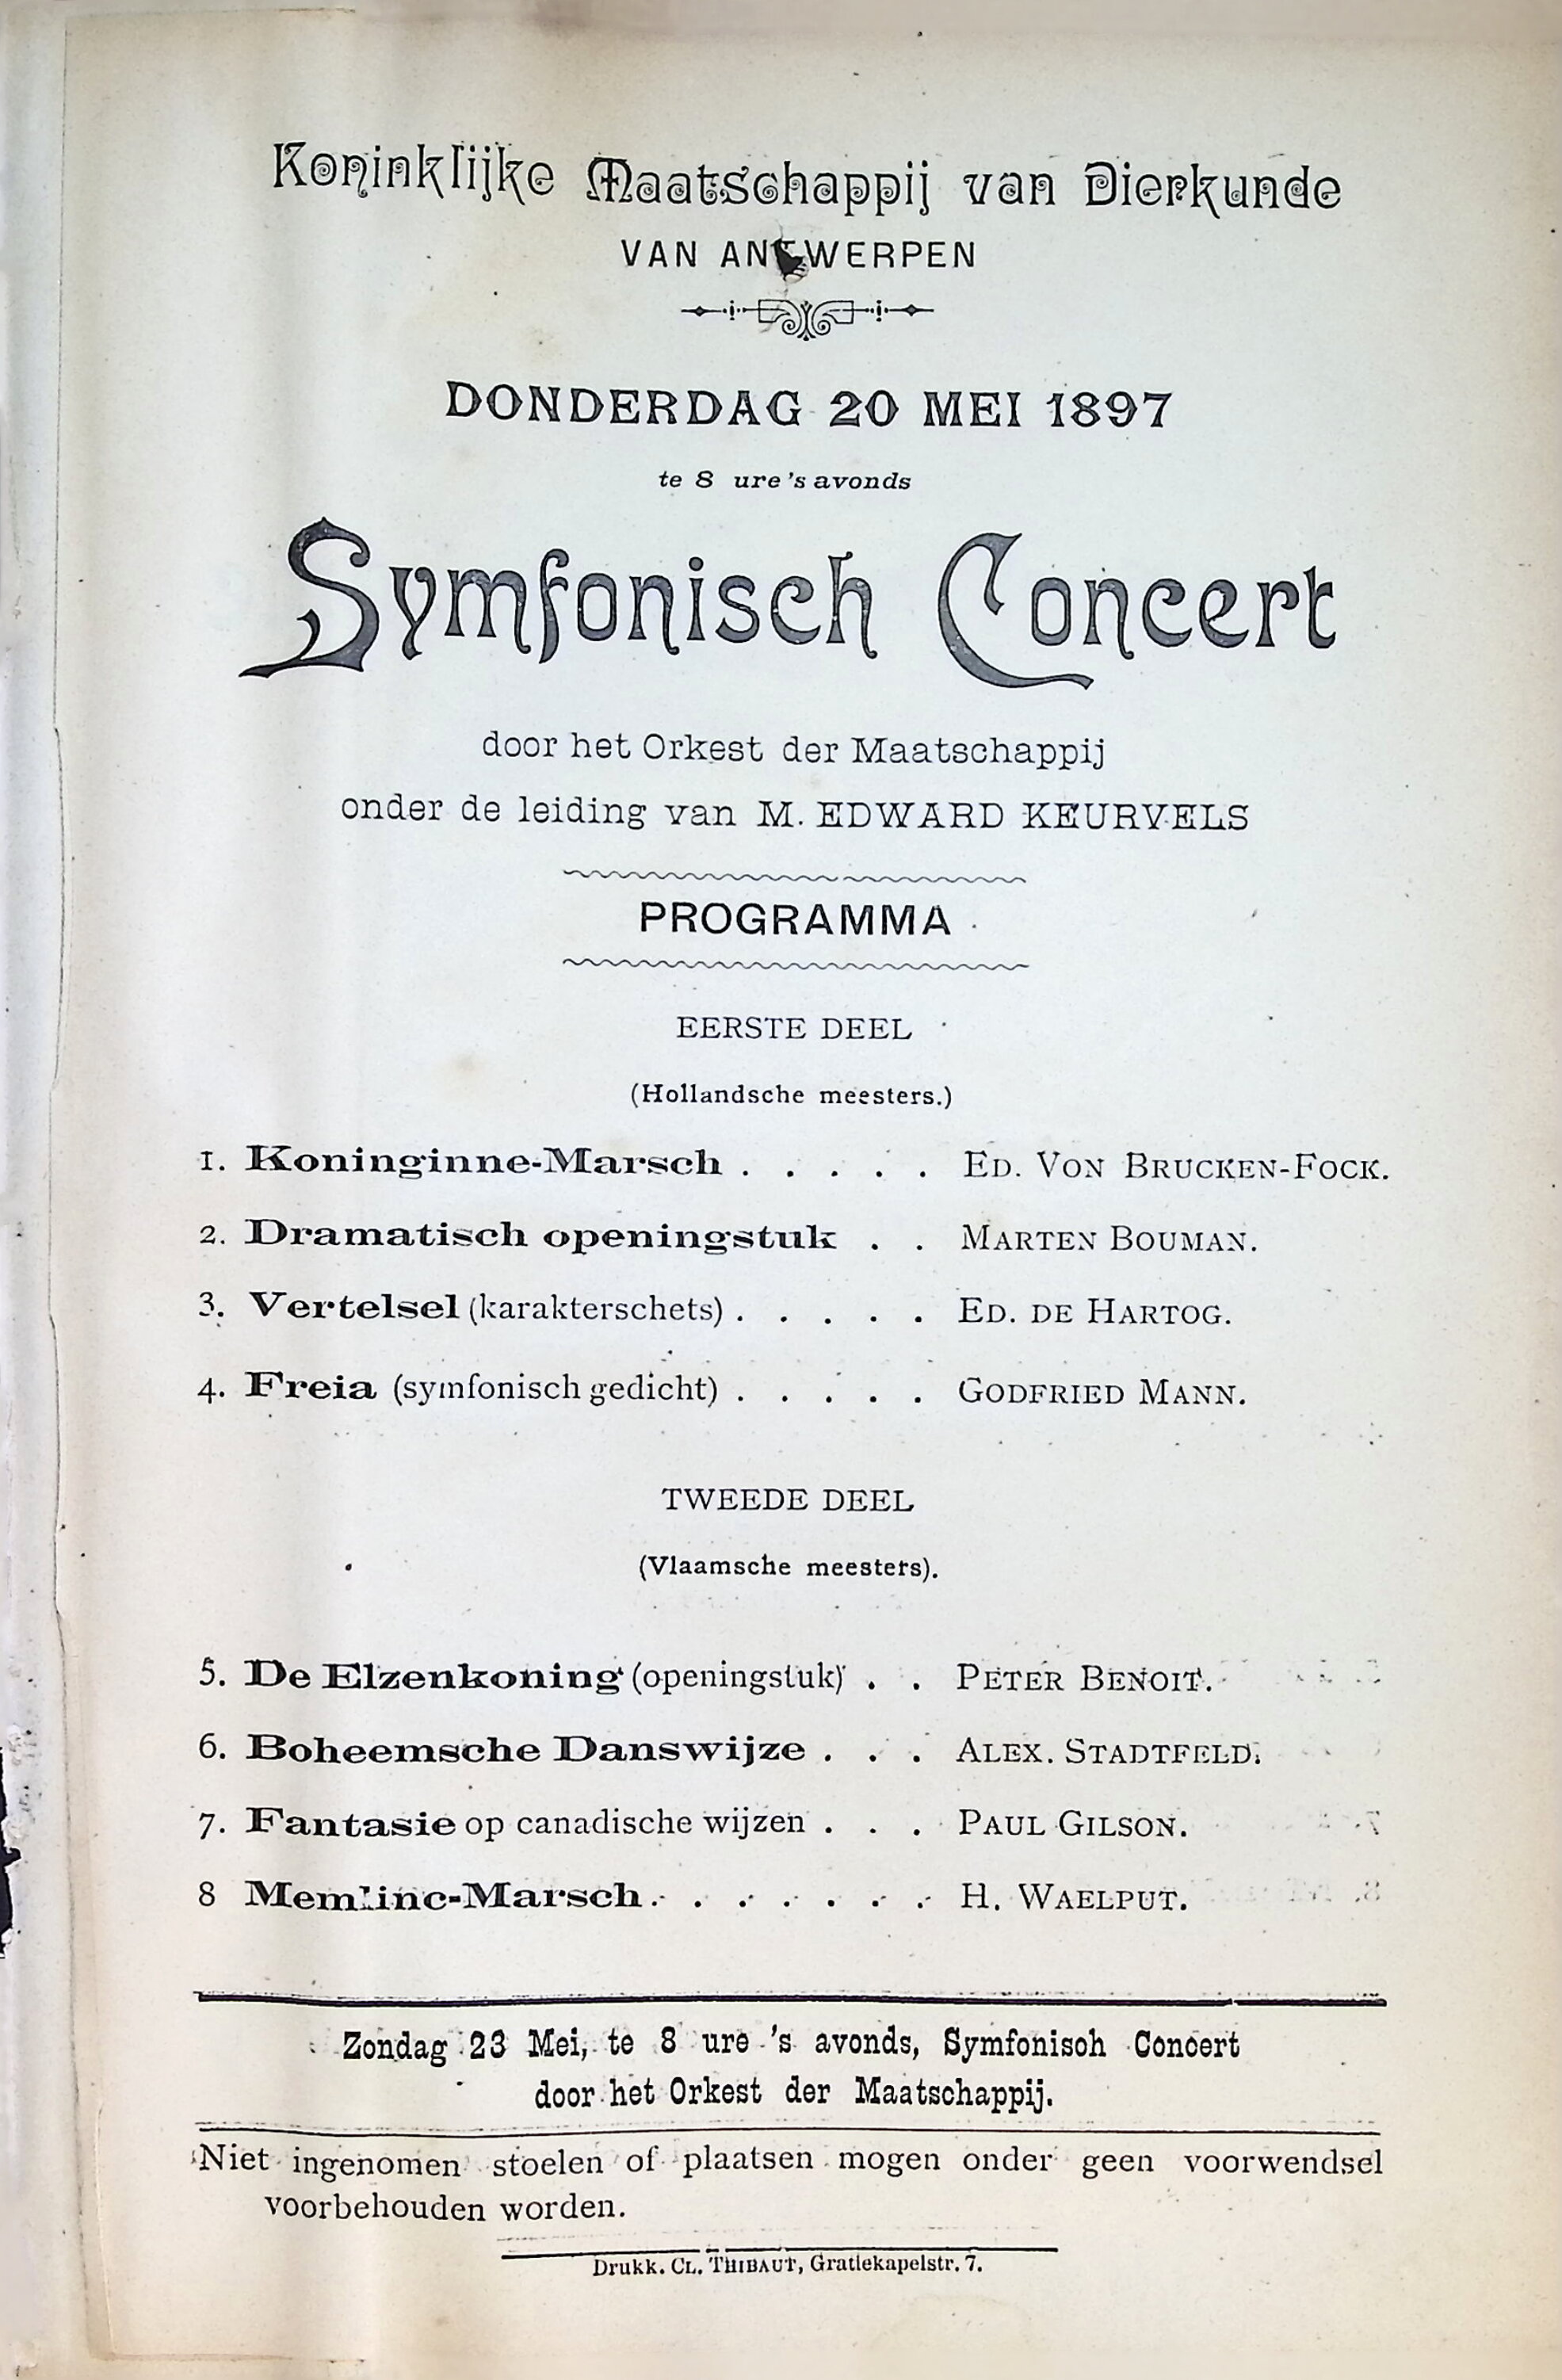 Koninklijke Maatschappij van Dierkunde
VAN ANTWERPEN
DONDERDAG 20 MEI 1897
te 8 ure 's avonds
Symfonisch Concert
door het Orkest der Maatschappij
onder de leiding van M. EDWARD KEURVELS
PROGRAMMA
EERSTE DEEL
(Hollandsche meesters.)
1. Koninginne-Marsch . . . . . ED. VON BRUCKEN-FOCK.
2. Dramatisch openingstuk . . MARTEN BOUMAN.
3. Vertelsel (karakterschets) . . . . . ED. DE HARTOG.
4. Freia (symfonisch gedicht) . . . . . GODFRIED MANN.
TWEEDE DEEL
(Vlaamsche meesters).
5. De Elzenkoning (openingstuk) . . PETER BENOIT.
6. Boheemsche Danswijze . . . ALEX. STADTFELD.
7. Fantasie op canadische wijzen . . . PAUL GILSON.
8 Memlinc-Marsch . . . . . . . H. WAELPUT.
Zondag 23 Mei, te 8 ure 's avonds, Symfonisch Concert
door het Orkest der Maatschappij.
Niet ingenomen stoelen of plaatsen mogen onder geen voorwendsel
voorbehouden worden.
Drukk. CL. THIBAUT, Gratiekapelstr. 7.